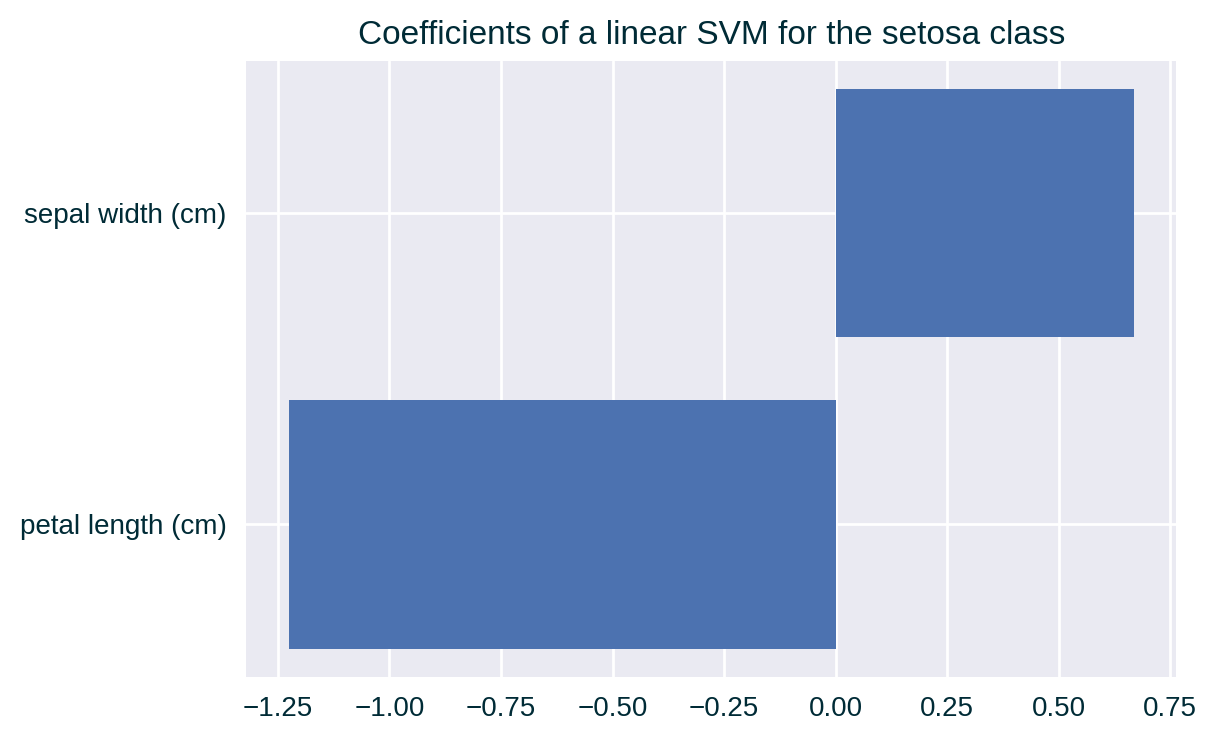 Coefficients of a linear SVM for the setosa class
sepal width (cm)
petal length (cm)
−1.25 −1.00 −0.75 −0.50 −0.25 0.00 0.25 0.50 0.75